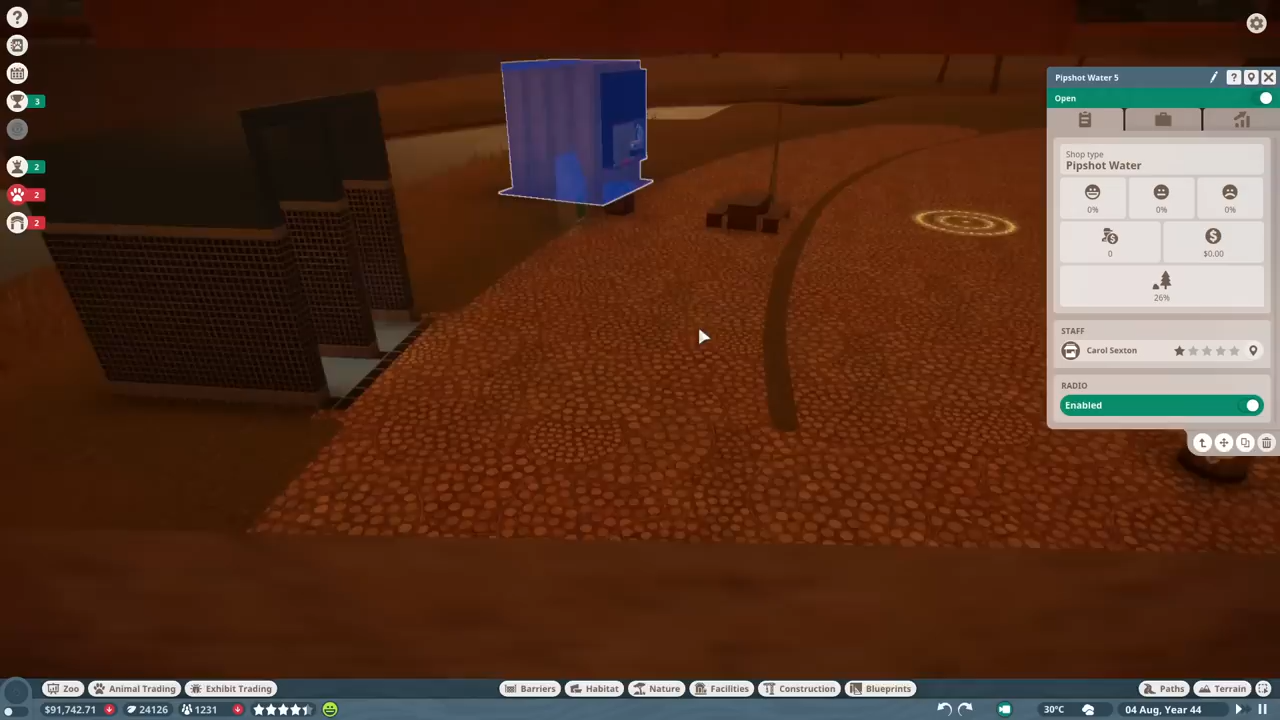 ?
3
2
2
2
Pipshot Water 5
?
Open
Shop type
Pipshot Water
0%
0%
0%
0
$0.00
26%
STAFF
Carol Sexton
RADIO
Enabled
Zoo
Animal Trading
Exhibit Trading
Barriers
Habitat
Nature
Facilities
Construction
Blueprints
Paths
Terrain
$91,742.71
24126
1231
30°C
04 Aug, Year 44